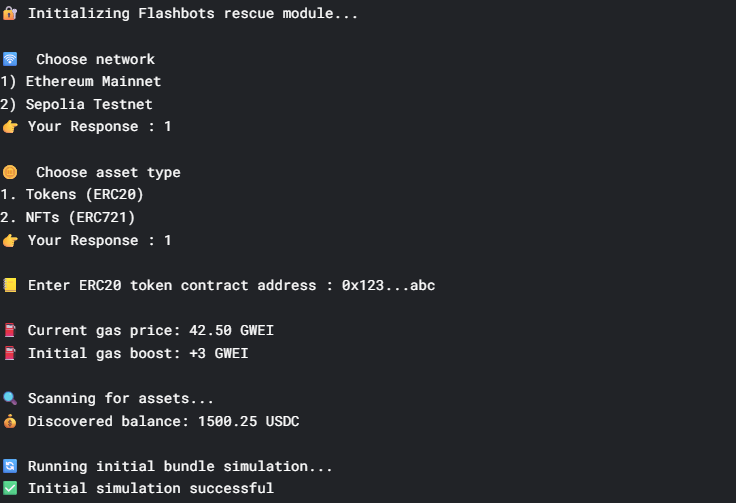 🔐 Initializing Flashbots rescue module...
🛜 Choose network
1) Ethereum Mainnet
2) Sepolia Testnet
👉 Your Response : 1
🪙 Choose asset type
1. Tokens (ERC20)
2. NFTs (ERC721)
👉 Your Response : 1
📒 Enter ERC20 token contract address : 0x123...abc
⛽ Current gas price: 42.50 GWEI
⛽ Initial gas boost: +3 GWEI
🔍 Scanning for assets...
💰 Discovered balance: 1500.25 USDC
🔄 Running initial bundle simulation...
✅ Initial simulation successful